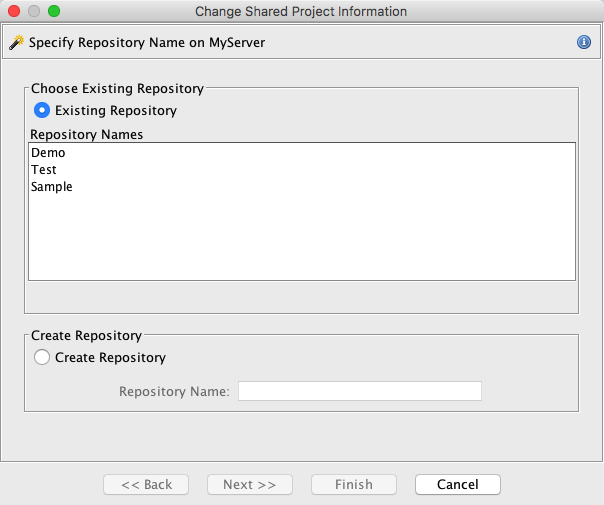 Change Shared Project Information
Specify Repository Name on MyServer
Choose Existing Repository
Existing Repository
Repository Names
Demo
Test
Sample
Create Repository
Create Repository
Repository Name:
<< Back Next >> Finish Cancel